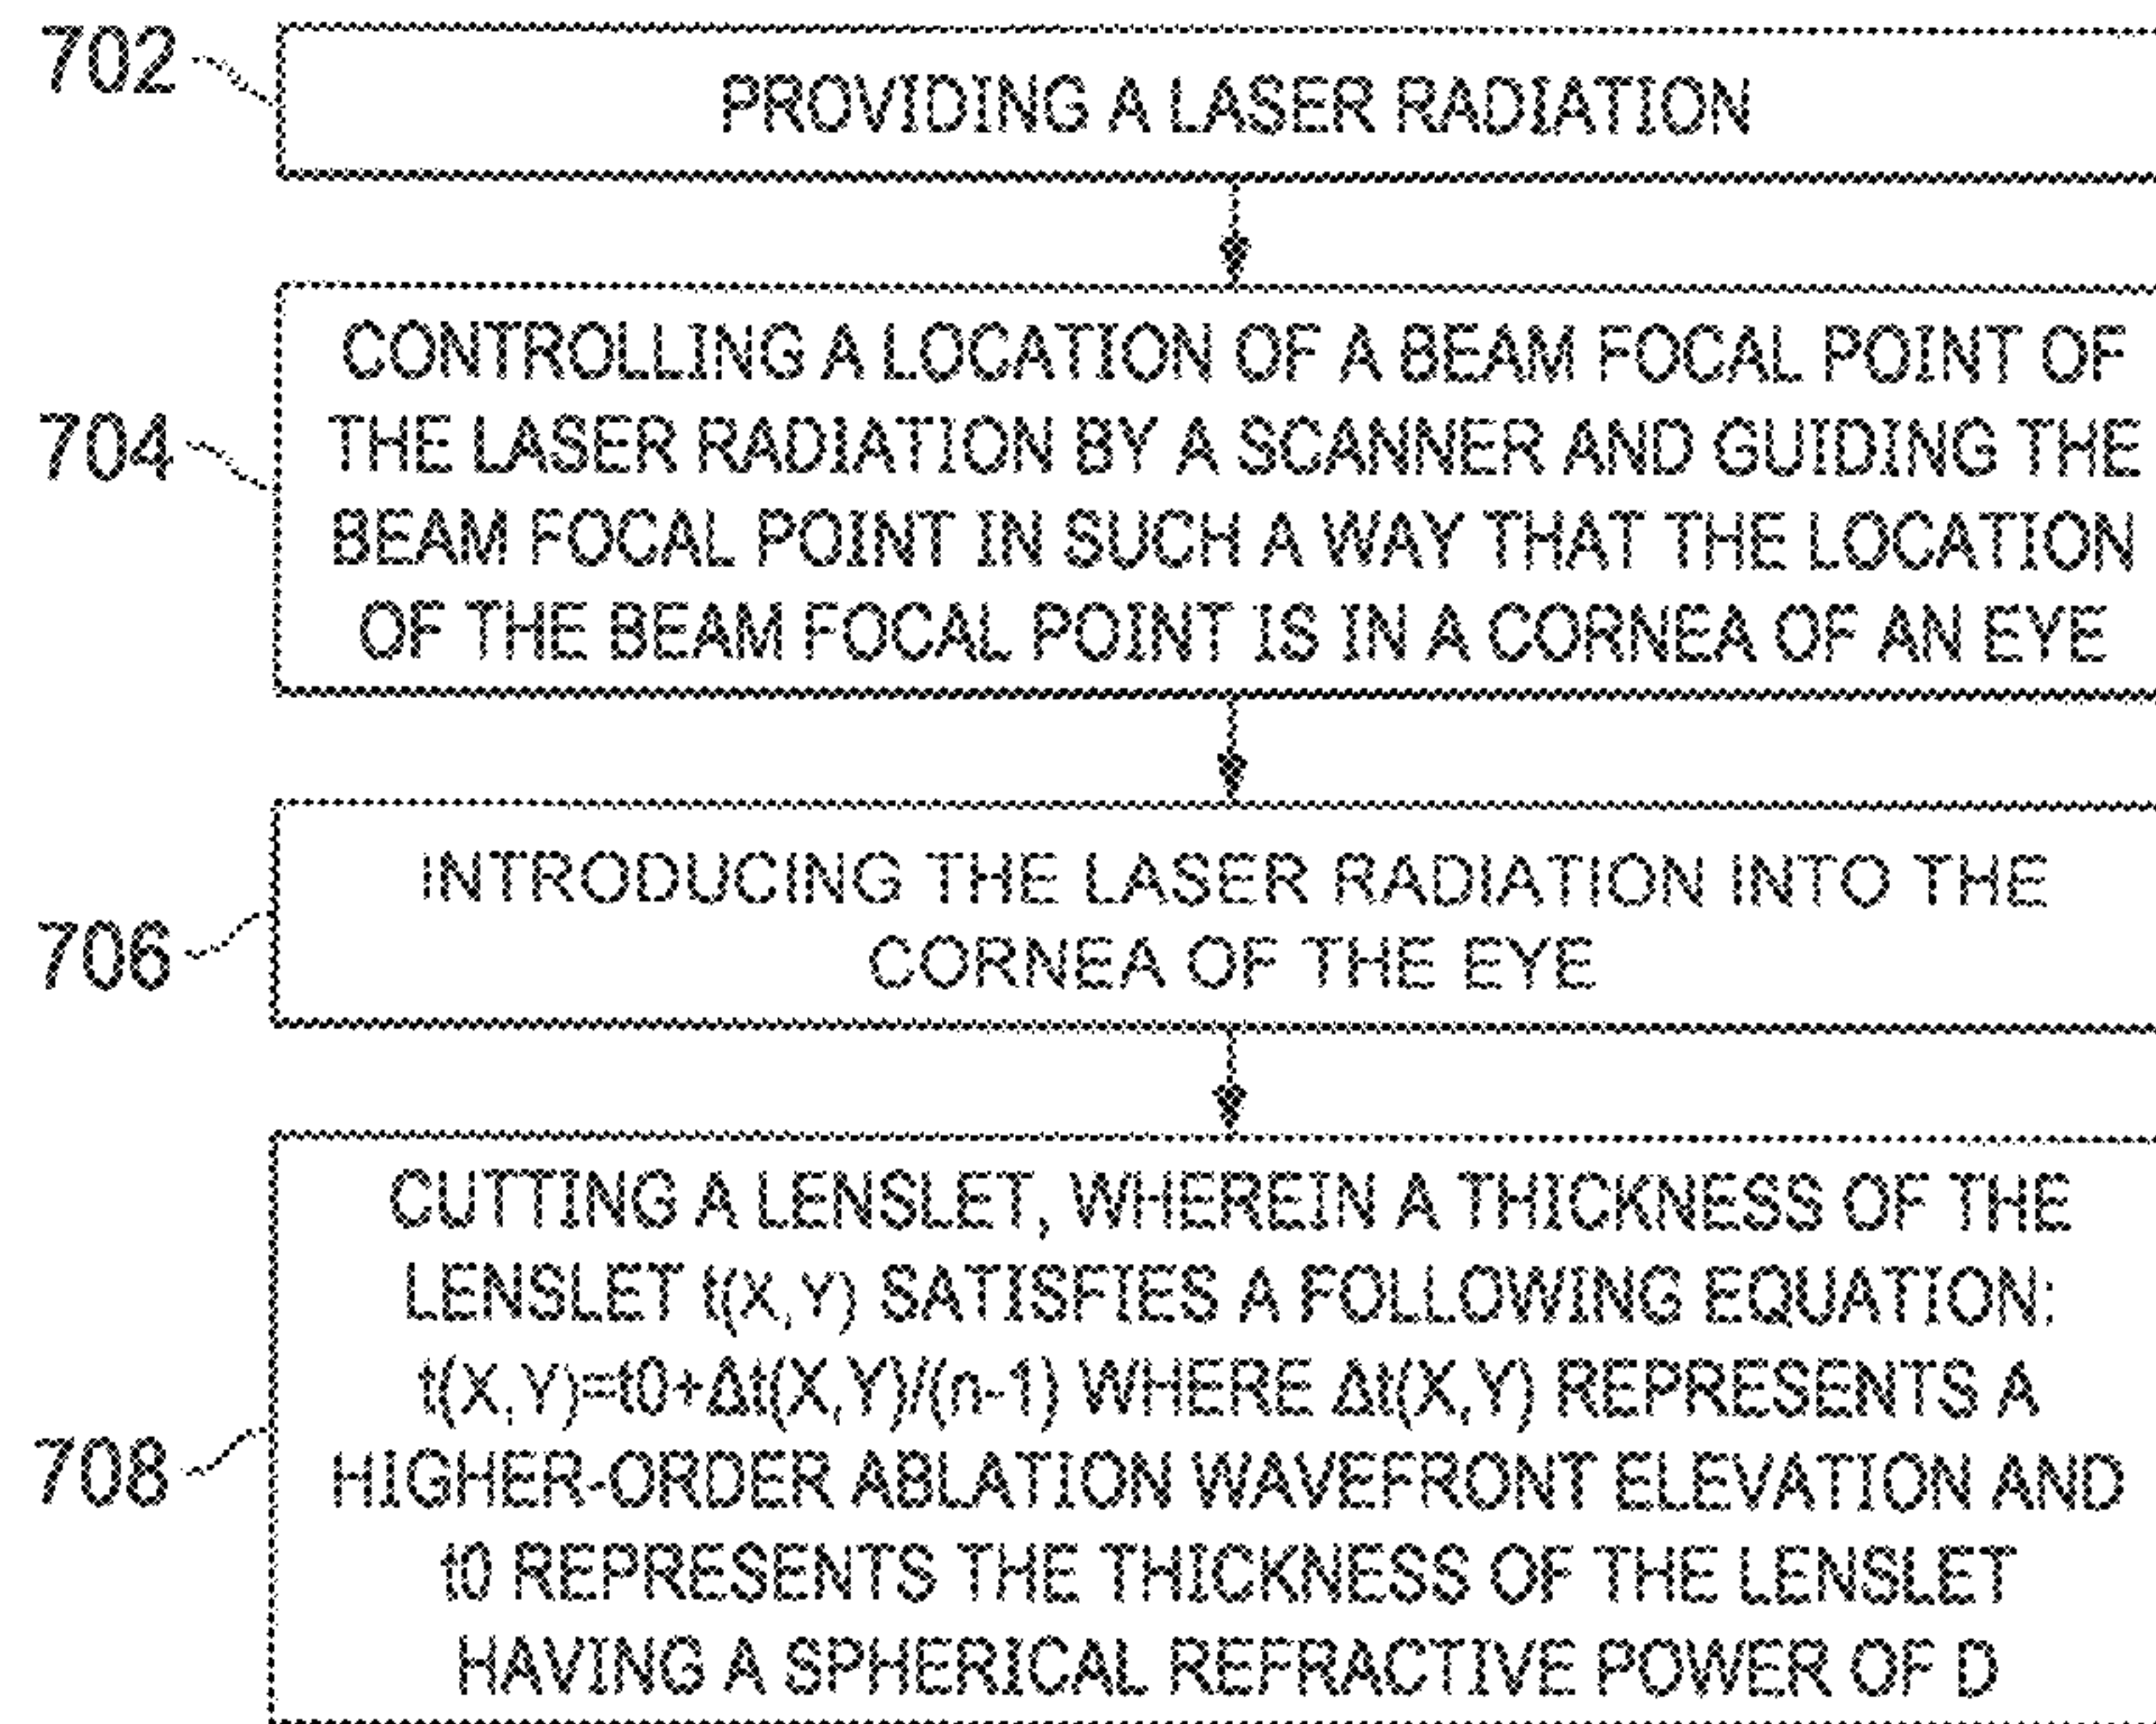 702
PROVIDING A LASER RADIATION
704
CONTROLLING A LOCATION OF A BEAM FOCAL POINT OF
THE LASER RADIATION BY A SCANNER AND GUIDING THE
BEAM FOCAL POINT IN SUCH A WAY THAT THE LOCATION
OF THE BEAM FOCAL POINT IS IN A CORNEA OF AN EYE
706
INTRODUCING THE LASER RADIATION INTO THE
CORNEA OF THE EYE
708
CUTTING A LENSLET, WHEREIN A THICKNESS OF THE
LENSLET t(X,Y) SATISFIES A FOLLOWING EQUATION:
t(X,Y)=t0+Δt(X,Y)/(n-1) WHERE Δt(X,Y) REPRESENTS A
HIGHER-ORDER ABLATION WAVEFRONT ELEVATION AND
t0 REPRESENTS THE THICKNESS OF THE LENSLET
HAVING A SPHERICAL REFRACTIVE POWER OF D